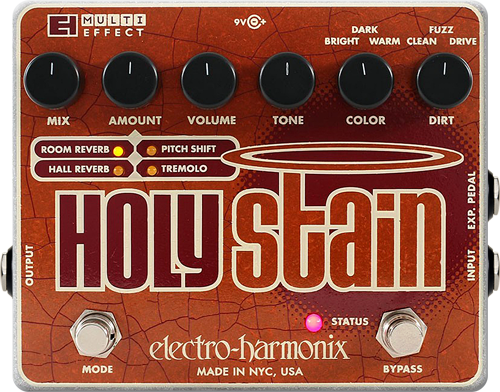 EH MULTI
EFFECT
9V
DARK
BRIGHT WARM
FUZZ
CLEAN DRIVE
MIX AMOUNT VOLUME TONE COLOR DIRT
ROOM REVERB PITCH SHIFT
HALL REVERB TREMOLO
HOLY Stain
OUTPUT
EXP. PEDAL
INPUT
STATUS
electro-harmonix
MODE MADE IN NYC, USA BYPASS